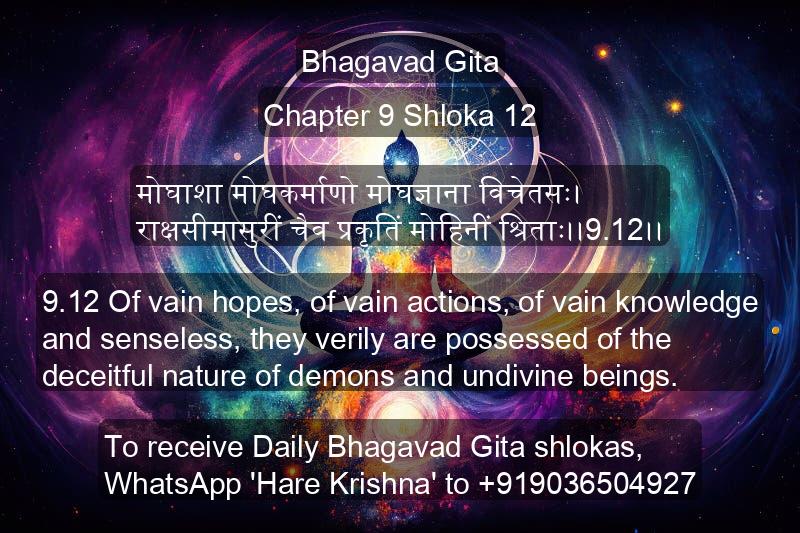 Bhagavad Gita
Chapter 9 Shloka 12
मोघाशा मोघकर्माणो मोघज्ञाना विचेतसः।
राक्षसीमासुरीं चैव प्रकृतिं मोहिनीं श्रिताः।।9.12।।
9.12 Of vain hopes, of vain actions, of vain knowledge
and senseless, they verily are possessed of the
deceitful nature of demons and undivine beings.
To receive Daily Bhagavad Gita shlokas,
WhatsApp 'Hare Krishna' to +919036504927